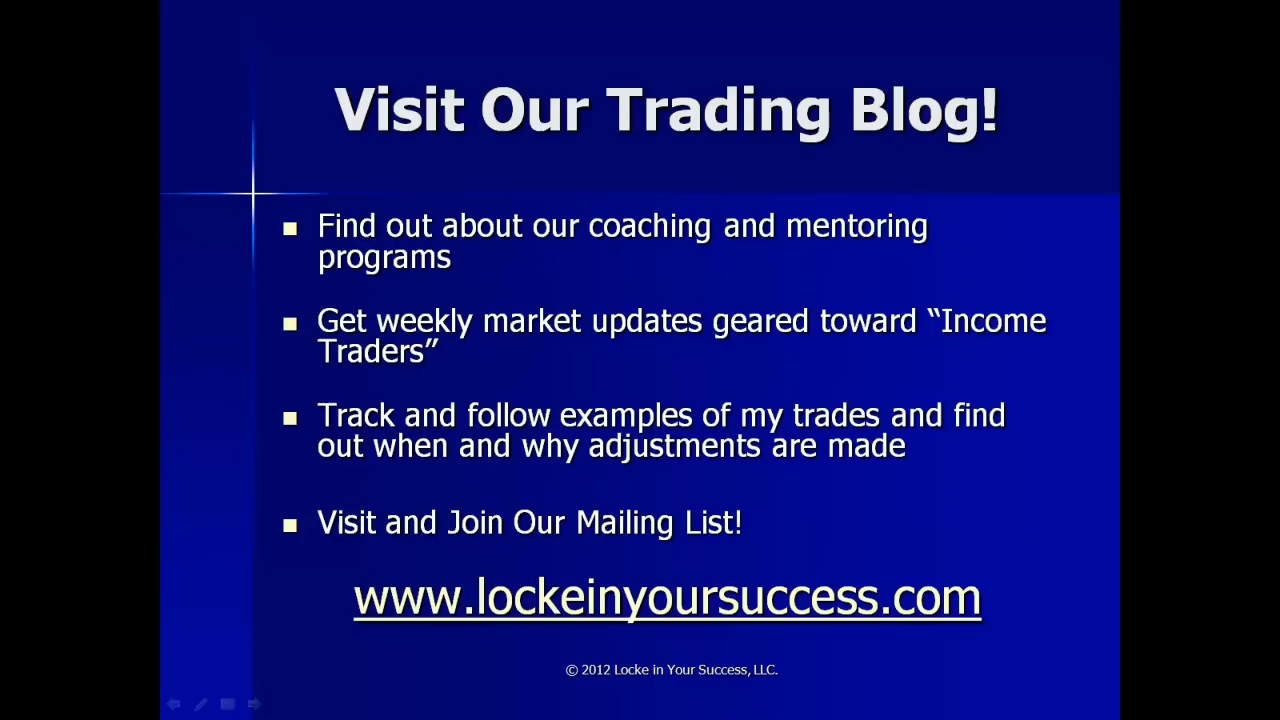 Visit Our Trading Blog!
■ Find out about our coaching and mentoring
programs
■ Get weekly market updates geared toward “Income
Traders”
■ Track and follow examples of my trades and find
out when and why adjustments are made
■ Visit and Join Our Mailing List!
www.lockeinyoursuccess.com
© 2012 Locke in Your Success, LLC.